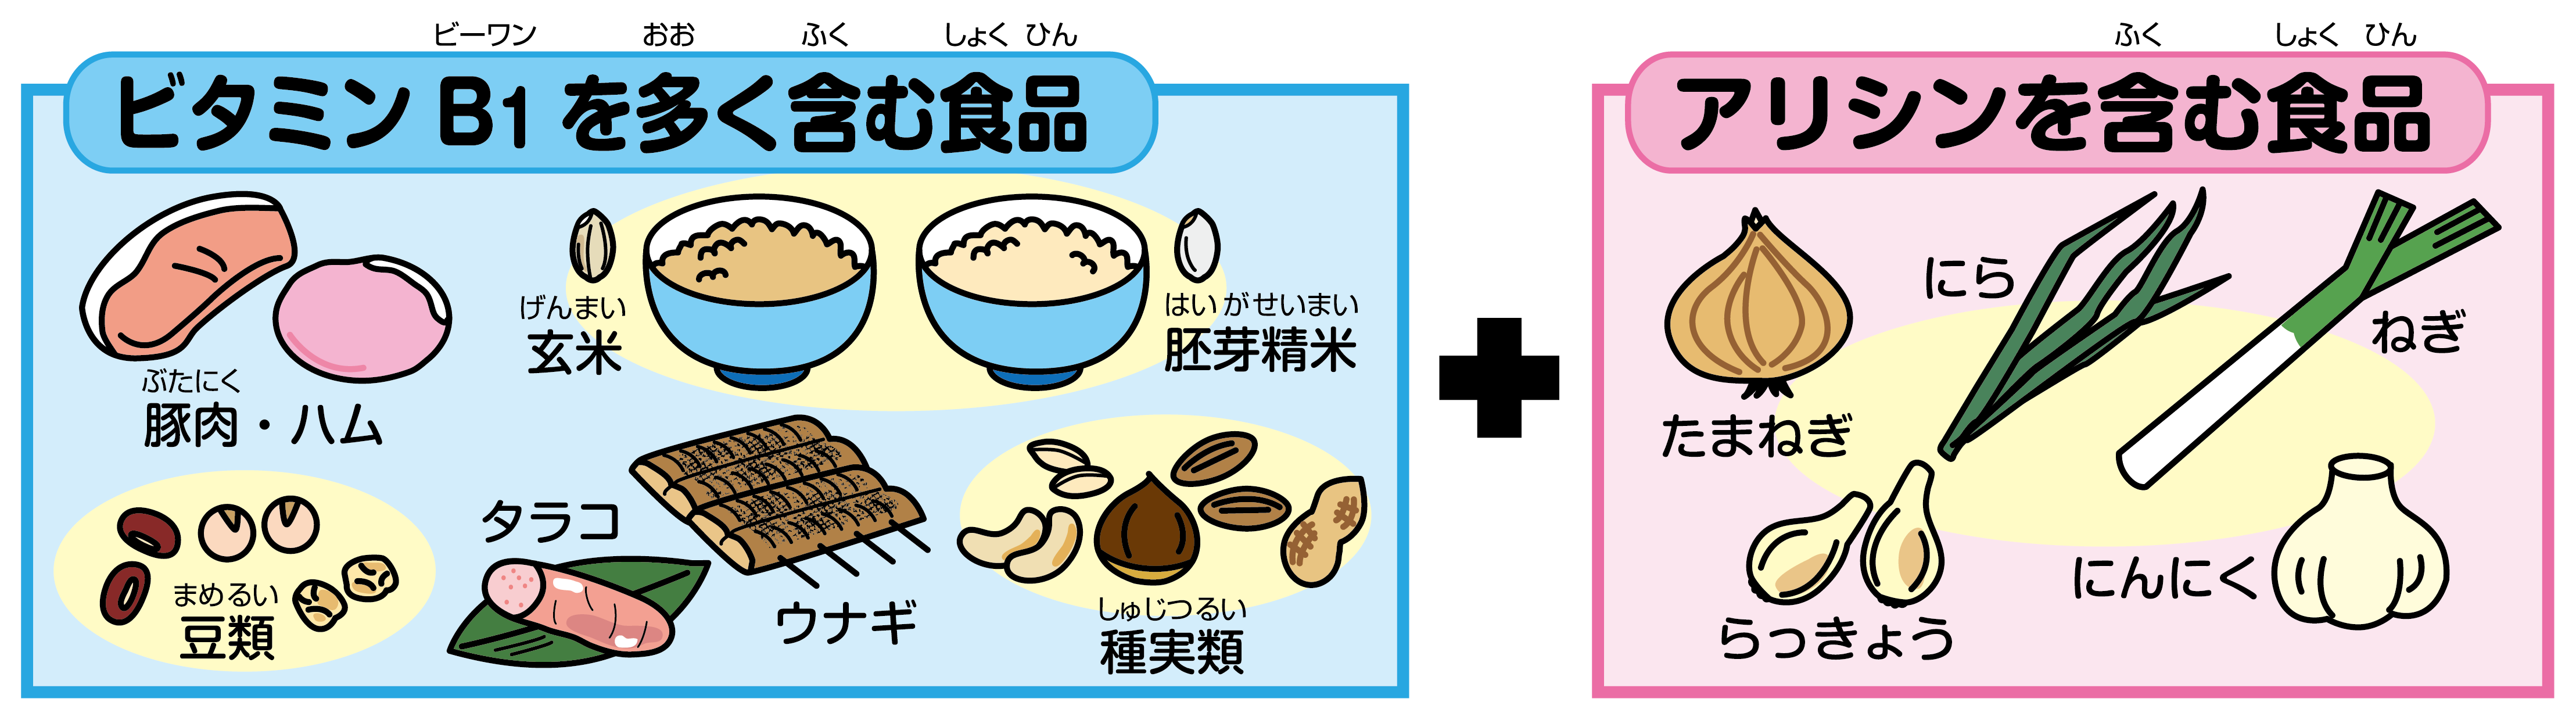 ビーワン おお ふく しょく ひん
ビタミン B1 を多く含む食品
げんまい
玄米
はいがせいまい
胚芽精米
ぶたにく
豚肉・ハム
タラコ
まめるい
豆類
ウナギ
しゅじつるい
種実類
ふく しょく ひん
アリシンを含む食品
にら
ねぎ
たまねぎ
にんにく
らっきょう